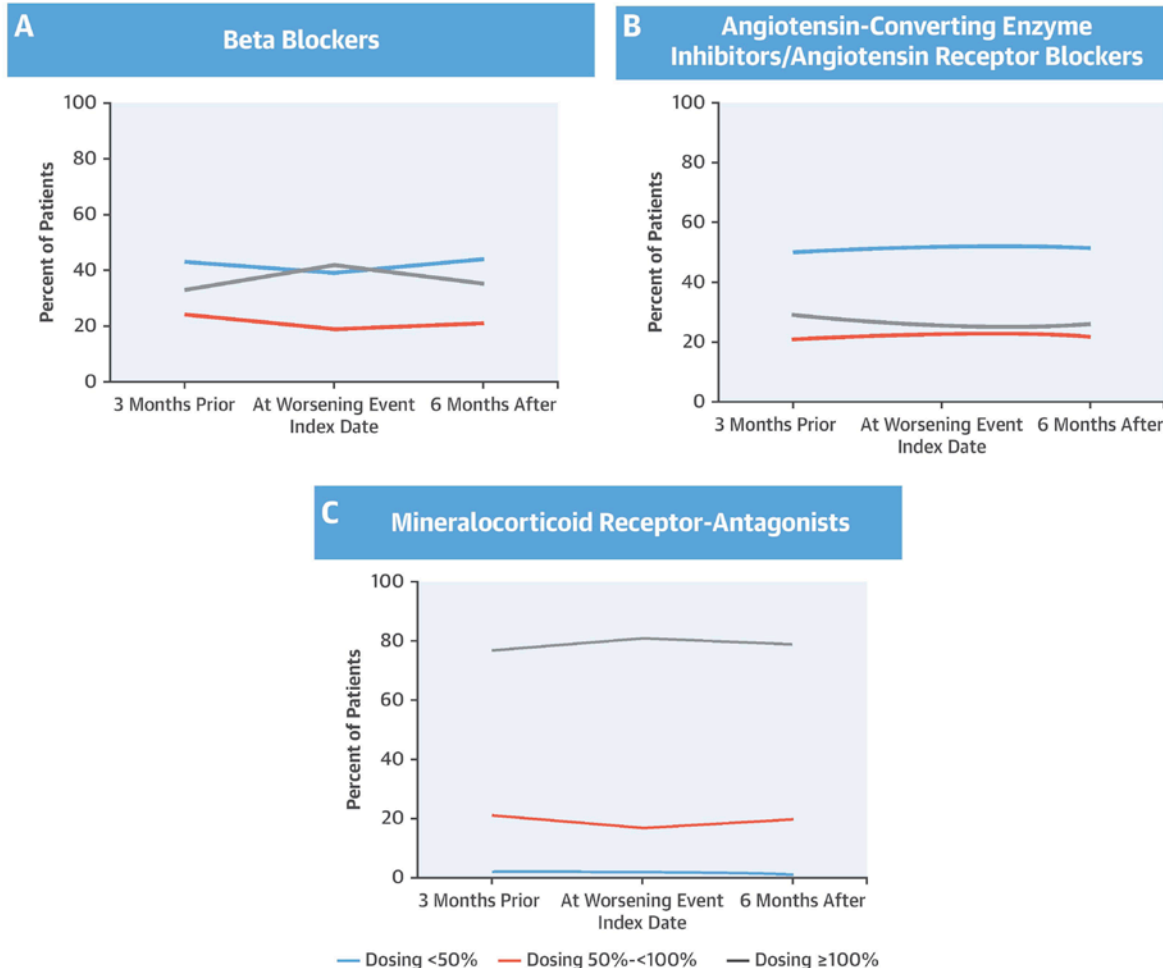 A
Beta Blockers
Percent of Patients
100
80
60
40
20
0
3 Months Prior
At Worsening Event
Index Date
6 Months After
B
Angiotensin-Converting Enzyme
Inhibitors/Angiotensin Receptor Blockers
Percent of Patients
100
80
60
40
20
0
3 Months Prior
At Worsening Event
Index Date
6 Months After
C
Mineralocorticoid Receptor-Antagonists
Percent of Patients
100
80
60
40
20
0
3 Months Prior
At Worsening Event
Index Date
6 Months After
Dosing <50%
Dosing 50%-<100%
Dosing ≥100%